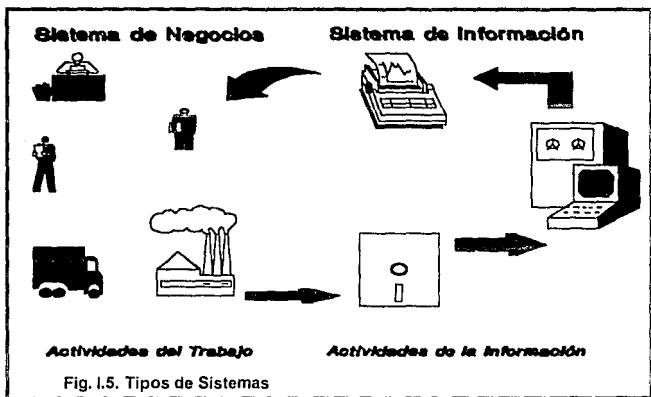 Sistema de Negocios
Sistema de Información
Actividades del Trabajo
Actividades de la Información
Fig. I.5. Tipos de Sistemas